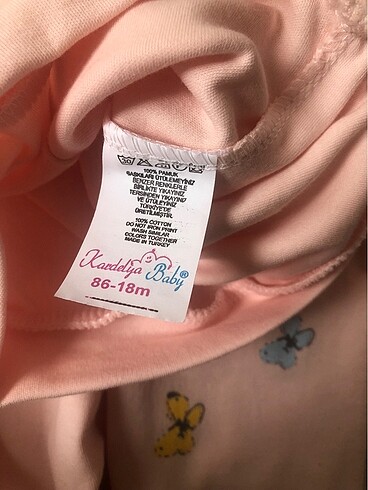 30
100% PAMUK
BASKILARI ÜTÜLEMEYİNİZ
BENZER RENKLERLE
BİRLİKTE YIKAYINIZ
TERSİNDEN YIKAYINIZ
VE ÜTÜLEYİNİZ
TÜRKİYE'DE
ÜRETİLMİŞTİR.
100% COTTON
DO NOT IRON PRINT
WASH SIMILAR
COLORS TOGETHER
MADE IN TURKEY
Kardelya Baby®
86-18m